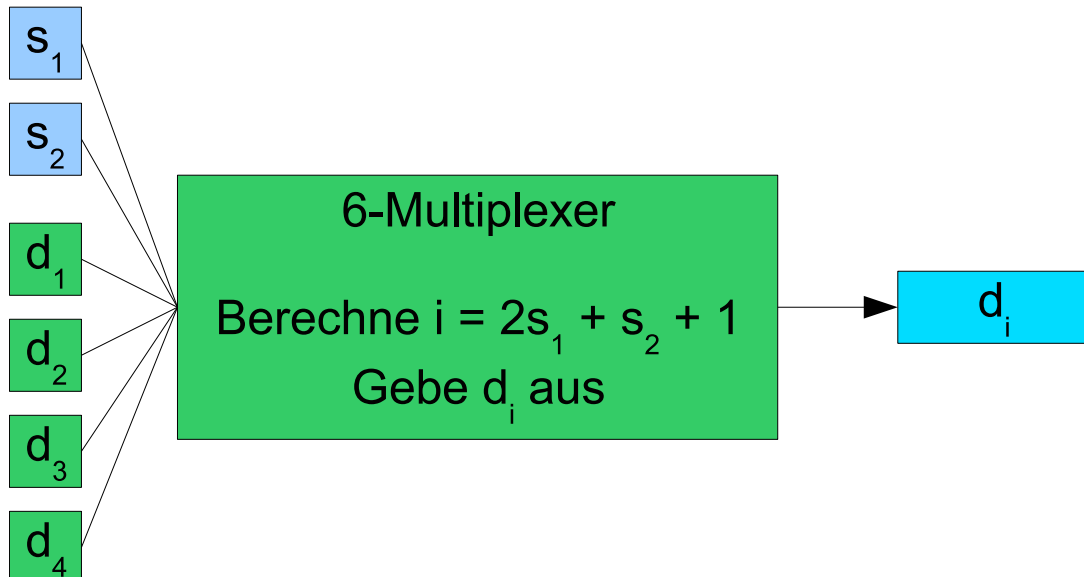 s₁
s₂
d₁
d₂
d₃
d₄
6-Multiplexer
Berechne i = 2s₁ + s₂ + 1
Gebe dᵢ aus
dᵢ